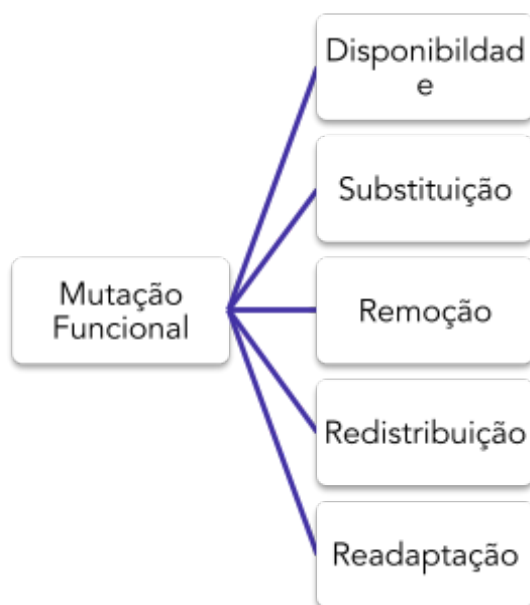 Disponibildad
e
Substituição
Mutação
Funcional
Remoção
Redistribuição
Readaptação